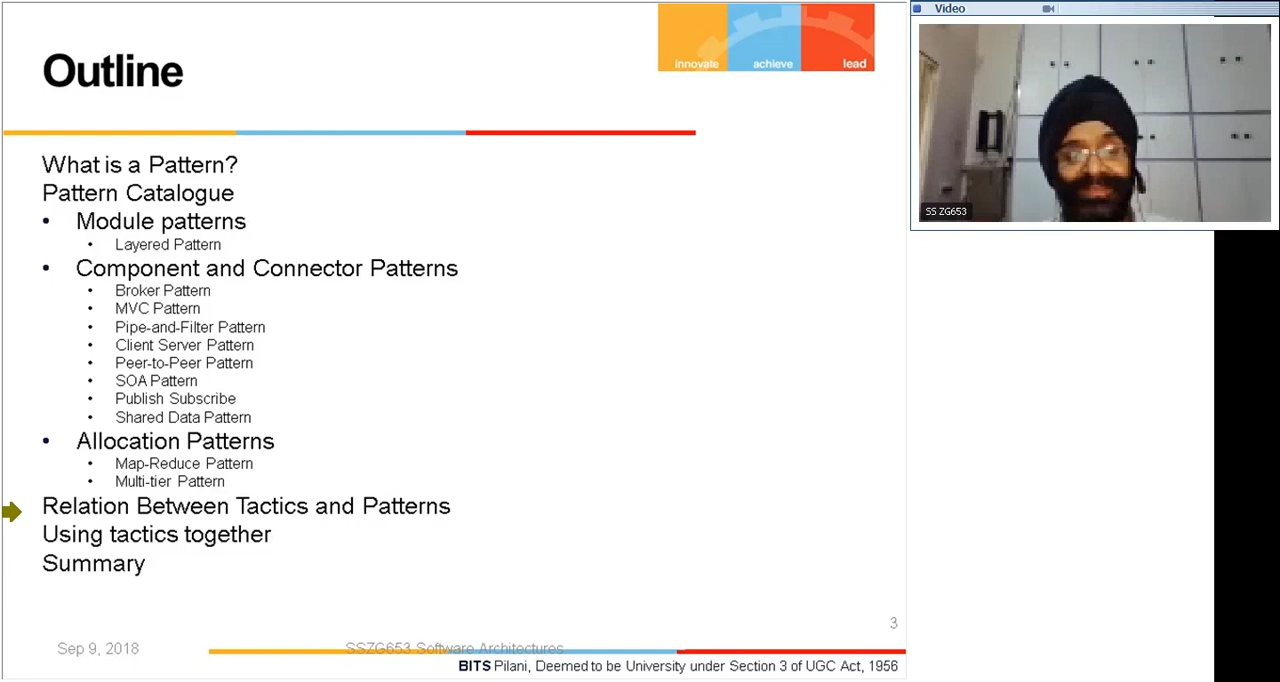 Outline
innovate achieve lead
What is a Pattern?
Pattern Catalogue
• Module patterns
• Layered Pattern
• Component and Connector Patterns
• Broker Pattern
• MVC Pattern
• Pipe-and-Filter Pattern
• Client Server Pattern
• Peer-to-Peer Pattern
• SOA Pattern
• Publish Subscribe
• Shared Data Pattern
• Allocation Patterns
• Map-Reduce Pattern
• Multi-tier Pattern
Relation Between Tactics and Patterns
Using tactics together
Summary
3
Sep 9, 2018
SSZG653 Software Architectures
BITS Pilani, Deemed to be University under Section 3 of UGC Act, 1956
Video
SS ZG653